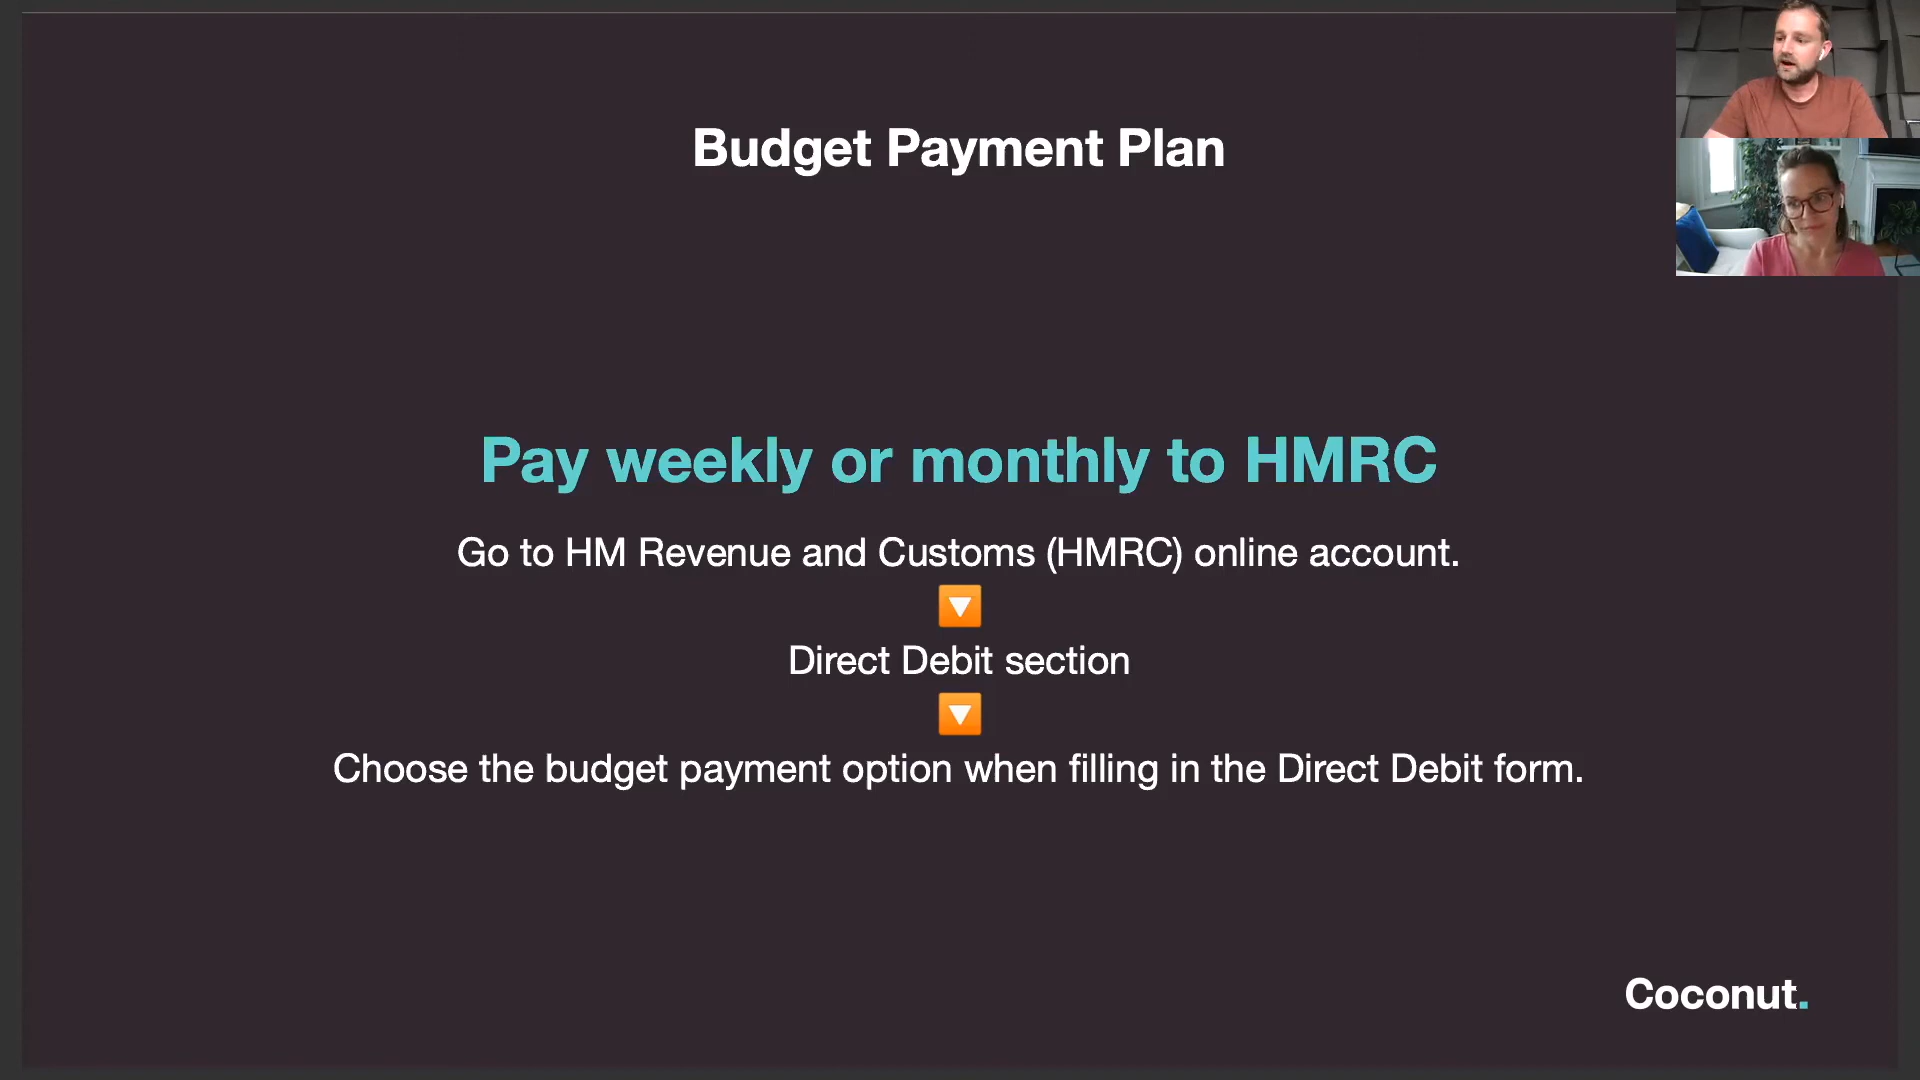 Budget Payment Plan
Pay weekly or monthly to HMRC
Go to HM Revenue and Customs (HMRC) online account.
Direct Debit section
Choose the budget payment option when filling in the Direct Debit form.
Coconut.